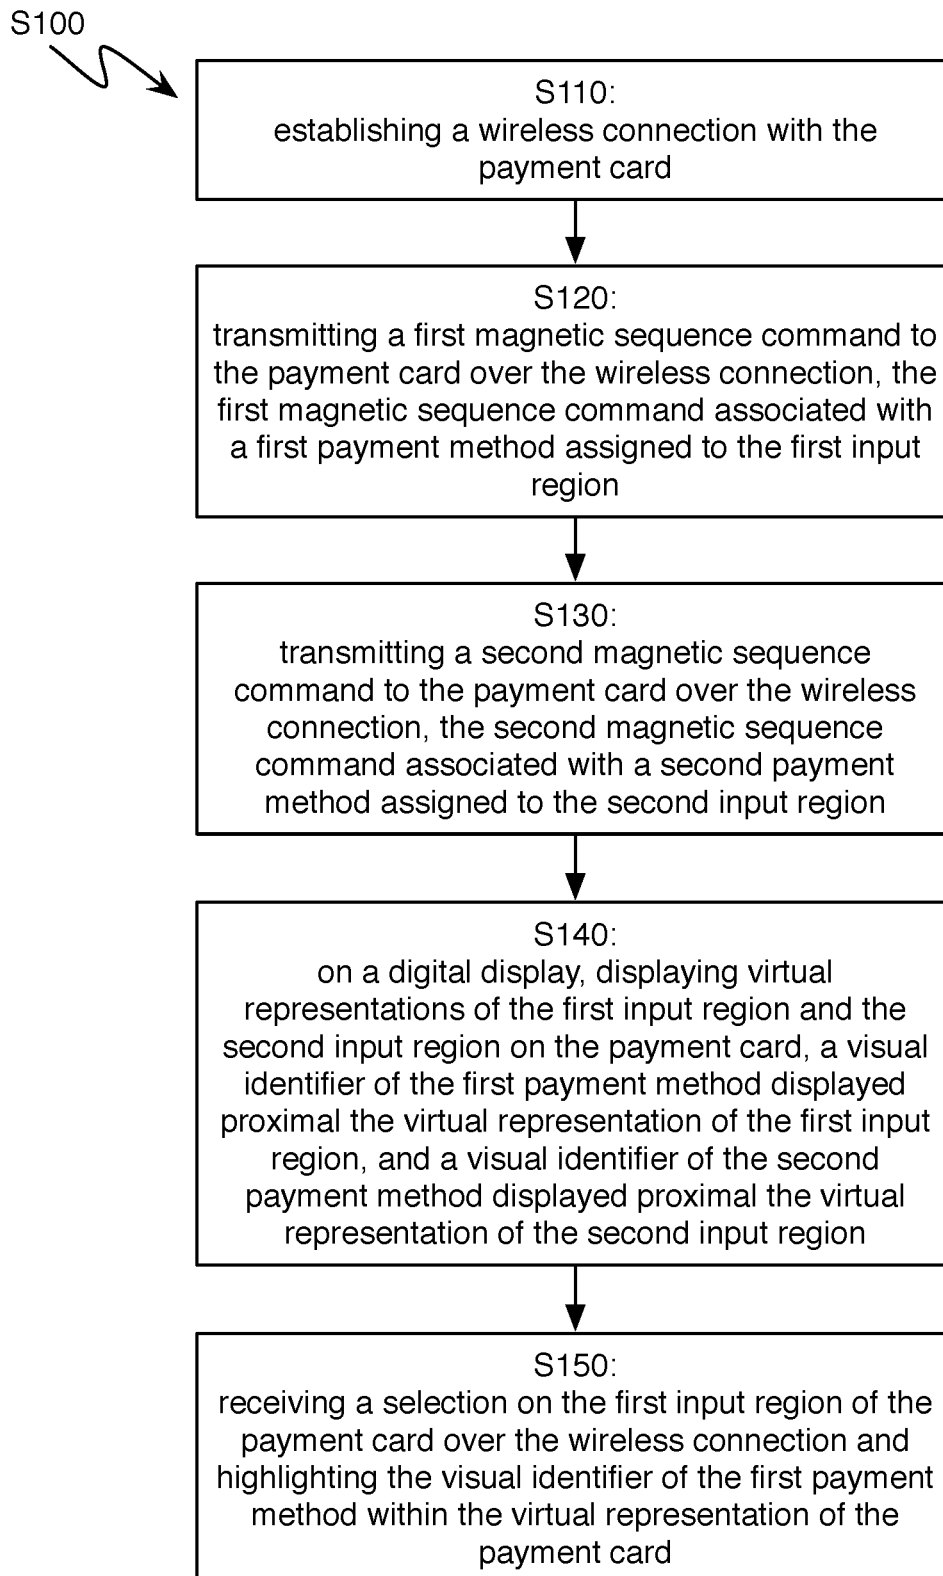 S100
S110:
establishing a wireless connection with the
payment card
S120:
transmitting a first magnetic sequence command to
the payment card over the wireless connection, the
first magnetic sequence command associated with
a first payment method assigned to the first input
region
S130:
transmitting a second magnetic sequence
command to the payment card over the wireless
connection, the second magnetic sequence
command associated with a second payment
method assigned to the second input region
S140:
on a digital display, displaying virtual
representations of the first input region and the
second input region on the payment card, a visual
identifier of the first payment method displayed
proximal the virtual representation of the first input
region, and a visual identifier of the second
payment method displayed proximal the virtual
representation of the second input region
S150:
receiving a selection on the first input region of the
payment card over the wireless connection and
highlighting the visual identifier of the first payment
method within the virtual representation of the
payment card